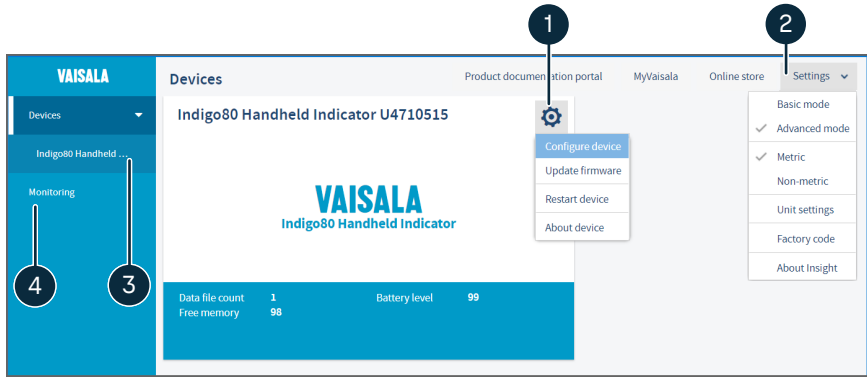 1
2
VAISALA
Devices
Product documentation portal
MyVaisala
Online store
Settings
Devices
Indigo80 Handheld ...
Monitoring
3
4
Indigo80 Handheld Indicator U4710515
VAISALA
Indigo80 Handheld Indicator
Data file count 1
Battery level 99
Free memory 98
Configure device
Update firmware
Restart device
About device
Basic mode
Advanced mode
Metric
Non-metric
Unit settings
Factory code
About Insight